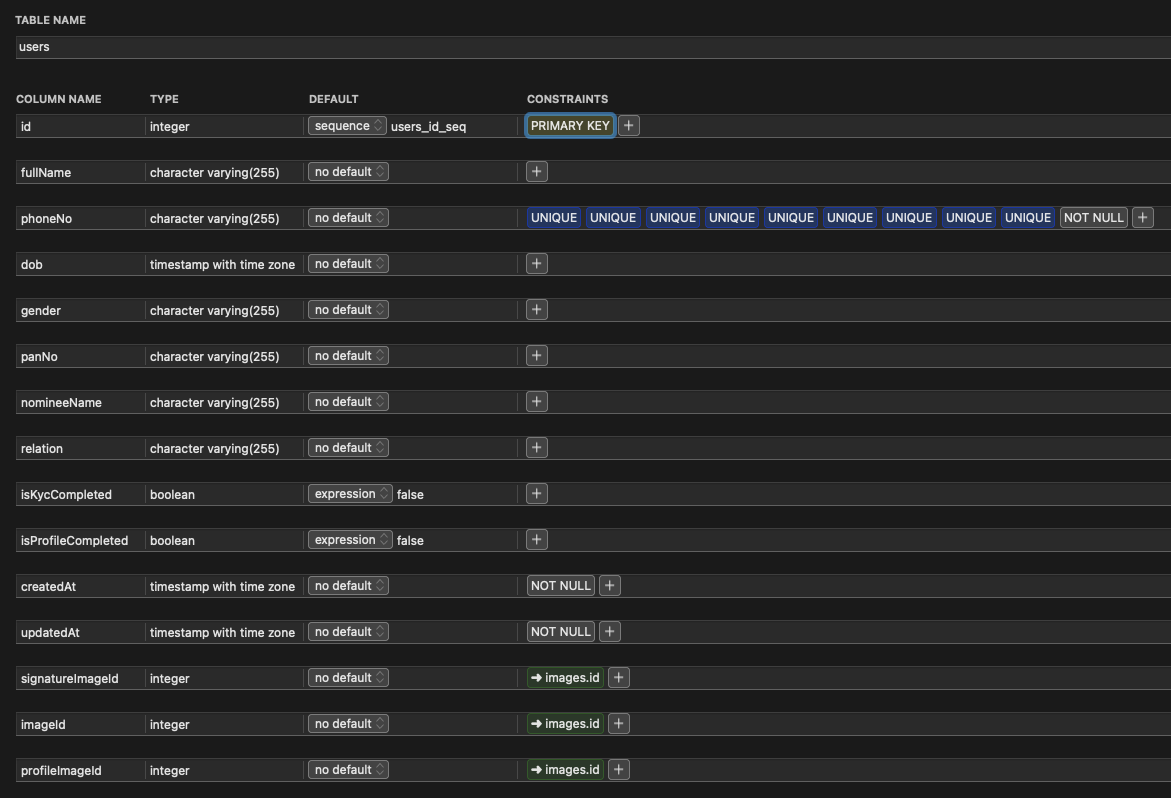 TABLE NAME
users
COLUMN NAME TYPE DEFAULT CONSTRAINTS
id integer sequence users_id_seq PRIMARY KEY +
fullName character varying(255) no default +
phoneNo character varying(255) no default UNIQUE UNIQUE UNIQUE UNIQUE UNIQUE UNIQUE UNIQUE UNIQUE UNIQUE NOT NULL +
dob timestamp with time zone no default +
gender character varying(255) no default +
panNo character varying(255) no default +
nomineeName character varying(255) no default +
relation character varying(255) no default +
isKycCompleted boolean expression false +
isProfileCompleted boolean expression false +
createdAt timestamp with time zone no default NOT NULL +
updatedAt timestamp with time zone no default NOT NULL +
signatureImageId integer no default → images.id +
imageId integer no default → images.id +
profileImageId integer no default → images.id +